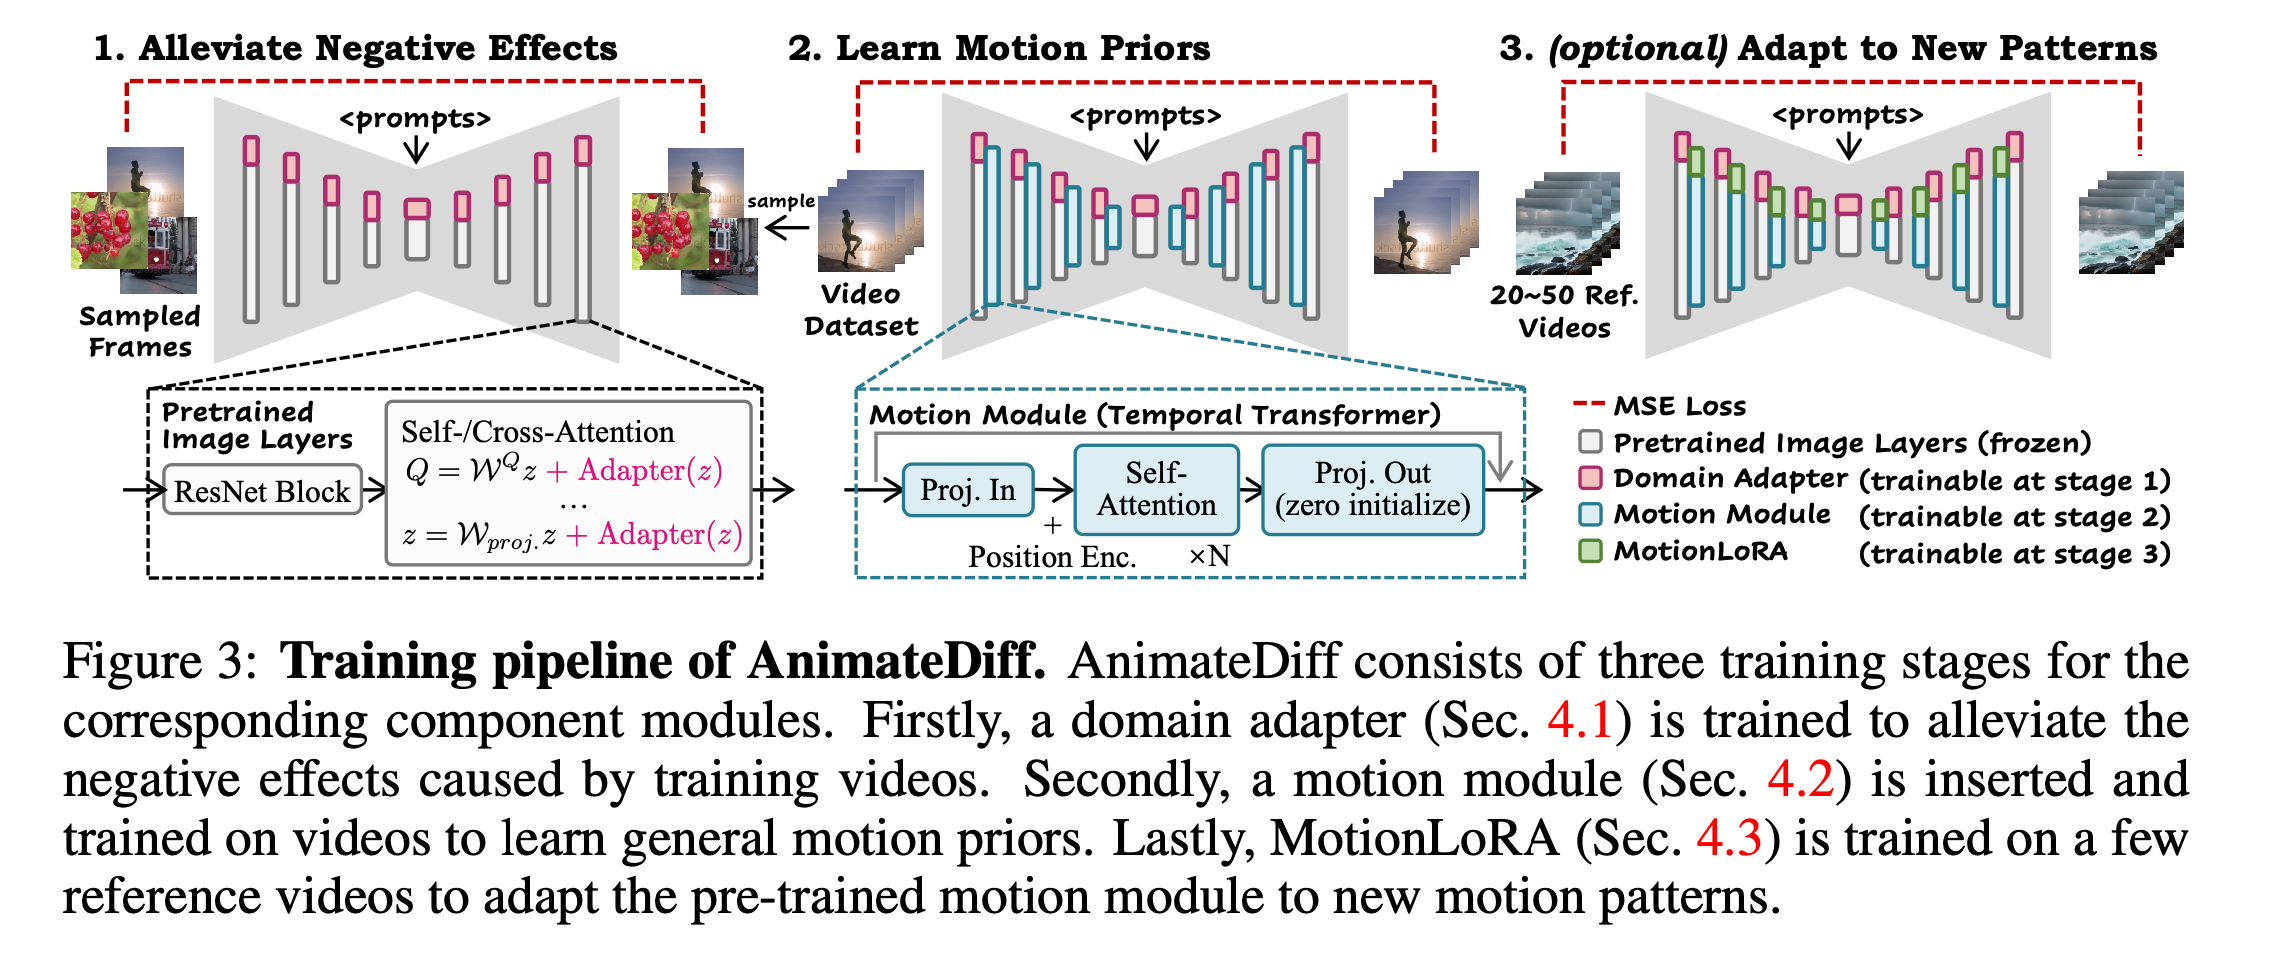 1. Alleviate Negative Effects
<prompts>
Sampled
Frames
Pretrained
Image Layers
ResNet Block
Self-/Cross-Attention
Q = W^Q z + Adapter(z)
...
z = W_proj. z + Adapter(z)
sample
2. Learn Motion Priors
<prompts>
Video
Dataset
Motion Module (Temporal Transformer)
Proj. In
+
Position Enc.
Self-
Attention
×N
Proj. Out
(zero initialize)
3. (optional) Adapt to New Patterns
<prompts>
20~50 Ref.
Videos
MSE Loss
Pretrained Image Layers (frozen)
Domain Adapter (trainable at stage 1)
Motion Module (trainable at stage 2)
MotionLoRA (trainable at stage 3)
Figure 3: Training pipeline of AnimateDiff. AnimateDiff consists of three training stages for the
corresponding component modules. Firstly, a domain adapter (Sec. 4.1) is trained to alleviate the
negative effects caused by training videos. Secondly, a motion module (Sec. 4.2) is inserted and
trained on videos to learn general motion priors. Lastly, MotionLoRA (Sec. 4.3) is trained on a few
reference videos to adapt the pre-trained motion module to new motion patterns.